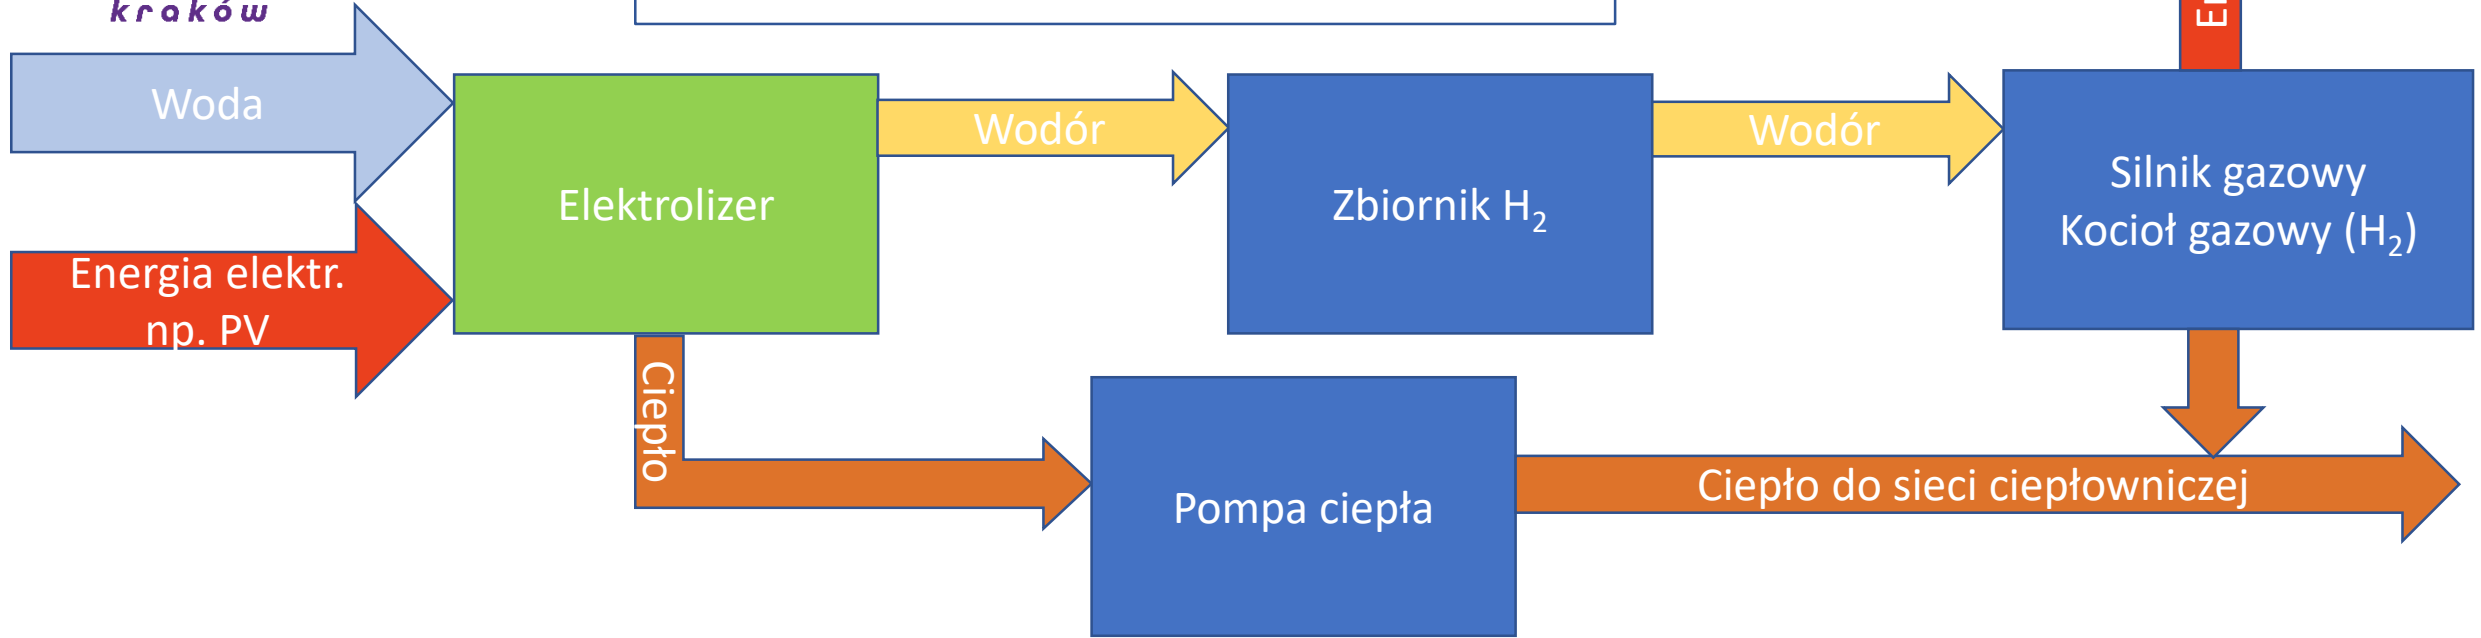 kraków
Woda
Wodór
Wodór
Elektrolizer
Zbiornik H₂
Silnik gazowy
Kocioł gazowy (H₂)
Energia elektr.
np. PV
Ciepło
Pompa ciepła
Ciepło do sieci ciepłowniczej